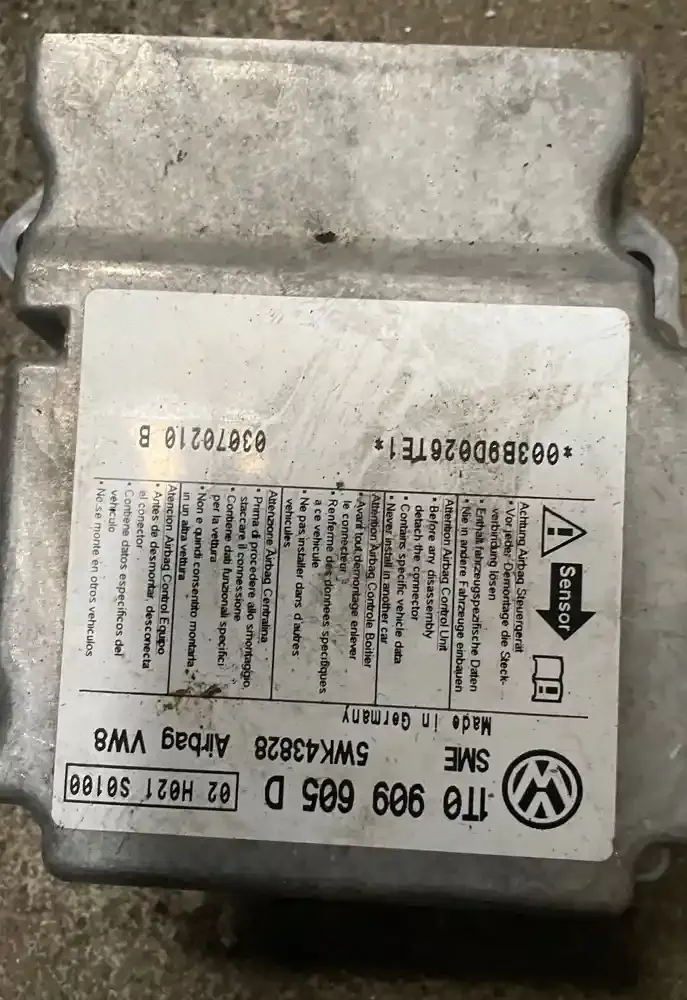 1T0 909 605 D
02 H021 S0100
SME 5WK43828 Airbag VW8
Made in Germany
Sensor
Achtung Airbag Steuergerät
• Vor jeder Demontage die Steck-
verbindung lösen
• Enthält fahrzeugspezifische Daten
• Nie in andere Fahrzeuge einbauen
Attention Airbag Control Unit
• Before any disassembly
detach the connector
• Contains specific vehicle data
• Never install in another car
Attention Airbag Controle Boitier
• Avant tout démontage enlever
le connecteur
• Renferme des données spécifiques
a ce vehicule
• Ne pas installer dans d'autres
vehicules
Attenzione Airbag Centralina
• Prima di procedere allo smontaggio
staccare il connessione
• Contiene dati funzionali specifici
per la vettura
• Non e quindi consentito montarla
in un altra vettura
Atencion Airbag Control Equipo
• Antes de desmontar desconecta
el conector
• Contiene datos especificos del
vehiculo
• No se monte en otros vehiculos
*003B9D026TE1*
03070210 B